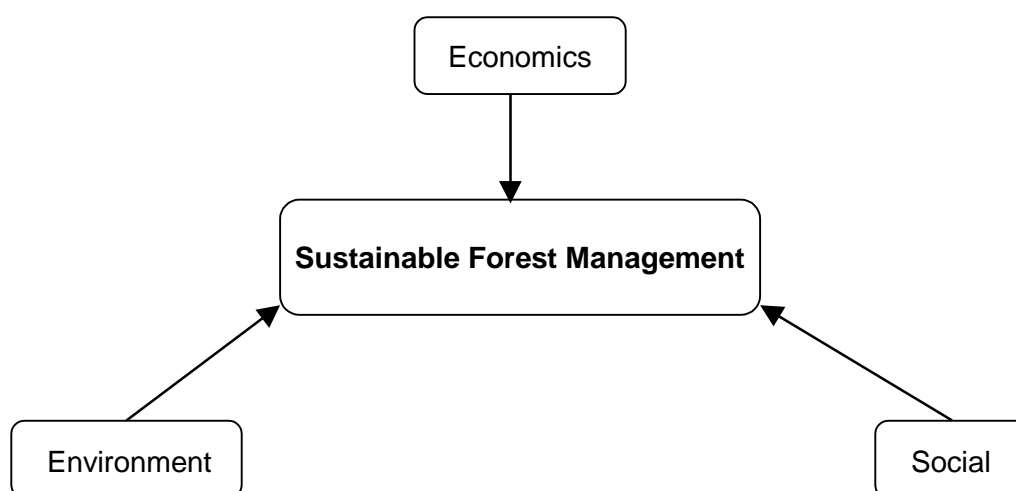 Economics
Sustainable Forest Management
Environment
Social